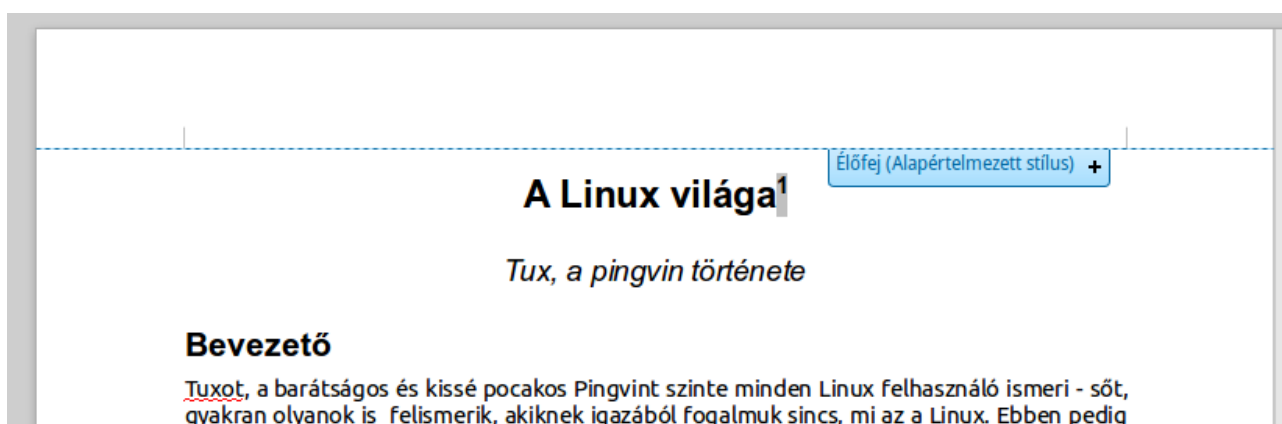 Élőfej (Alapértelmezett stílus) +
A Linux világa¹
Tux, a pingvin története
Bevezető
Tuxot, a barátságos és kissé pocakos Pingvint szinte minden Linux felhasználó ismeri - sőt,
gyakran olyanok is  felismerik, akiknek igazából fogalmuk sincs, mi az a Linux. Ebben pedig